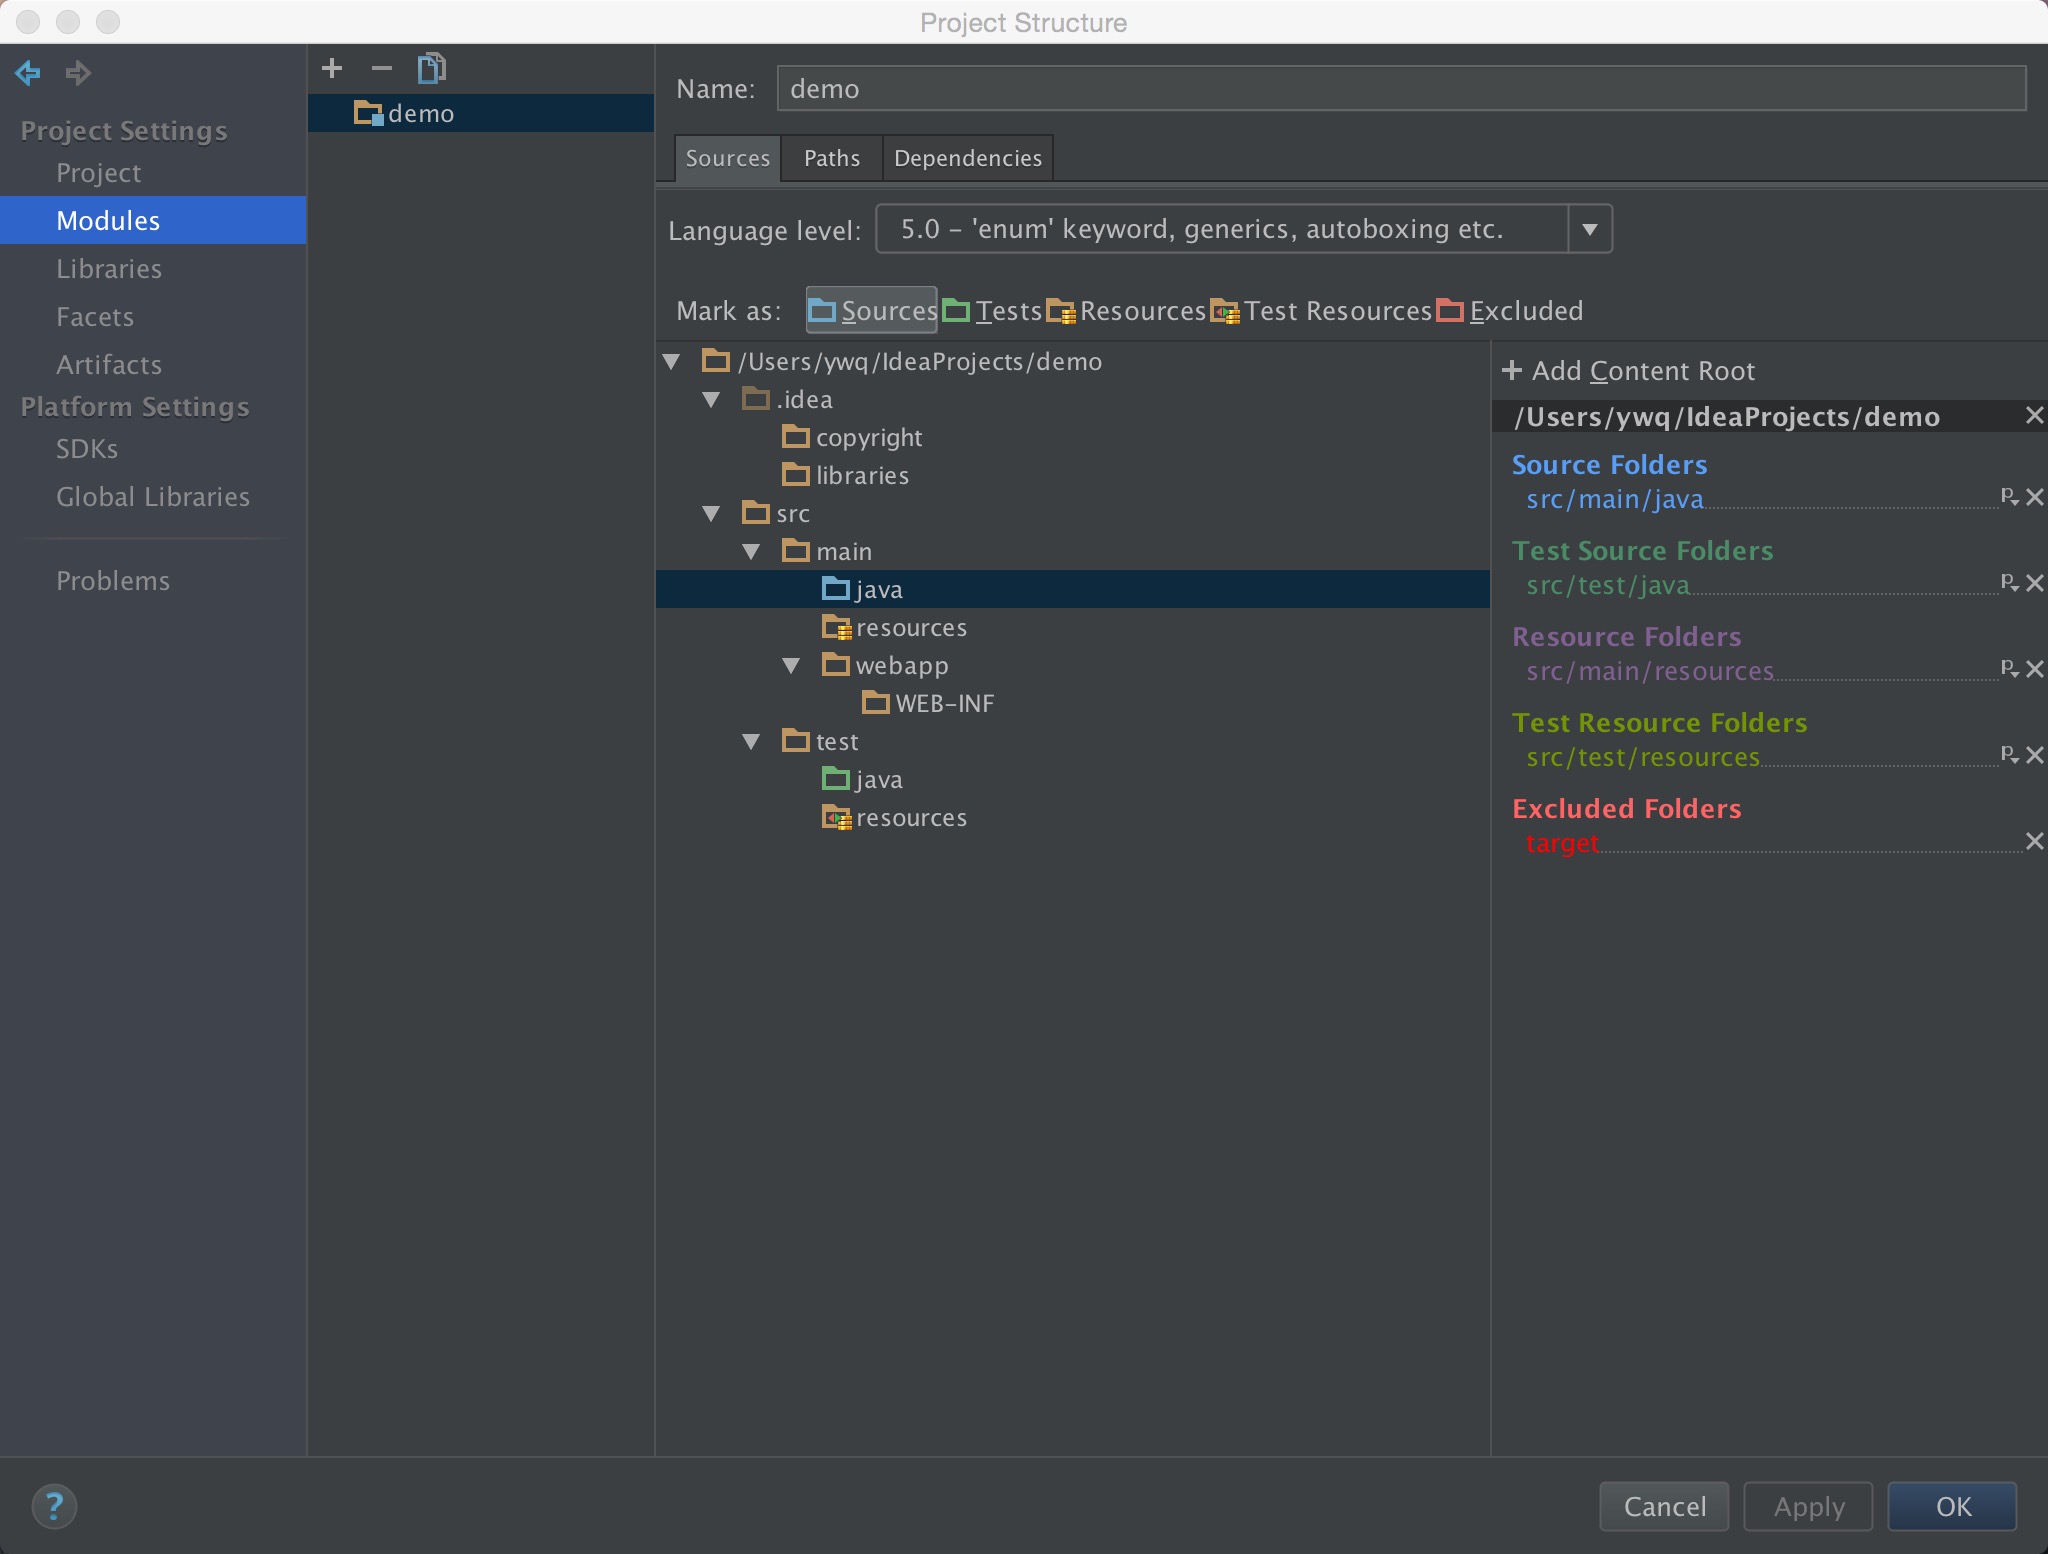 Project Structure
Project Settings
Project
Modules
Libraries
Facets
Artifacts
Platform Settings
SDKs
Global Libraries
Problems
demo
Name: demo
Sources Paths Dependencies
Language level: 5.0 – 'enum' keyword, generics, autoboxing etc.
Mark as: Sources Tests Resources Test Resources Excluded
/Users/ywq/IdeaProjects/demo
.idea
copyright
libraries
src
main
java
resources
webapp
WEB-INF
test
java
resources
+ Add Content Root
/Users/ywq/IdeaProjects/demo
Source Folders
src/main/java
Test Source Folders
src/test/java
Resource Folders
src/main/resources
Test Resource Folders
src/test/resources
Excluded Folders
target
? Cancel Apply OK